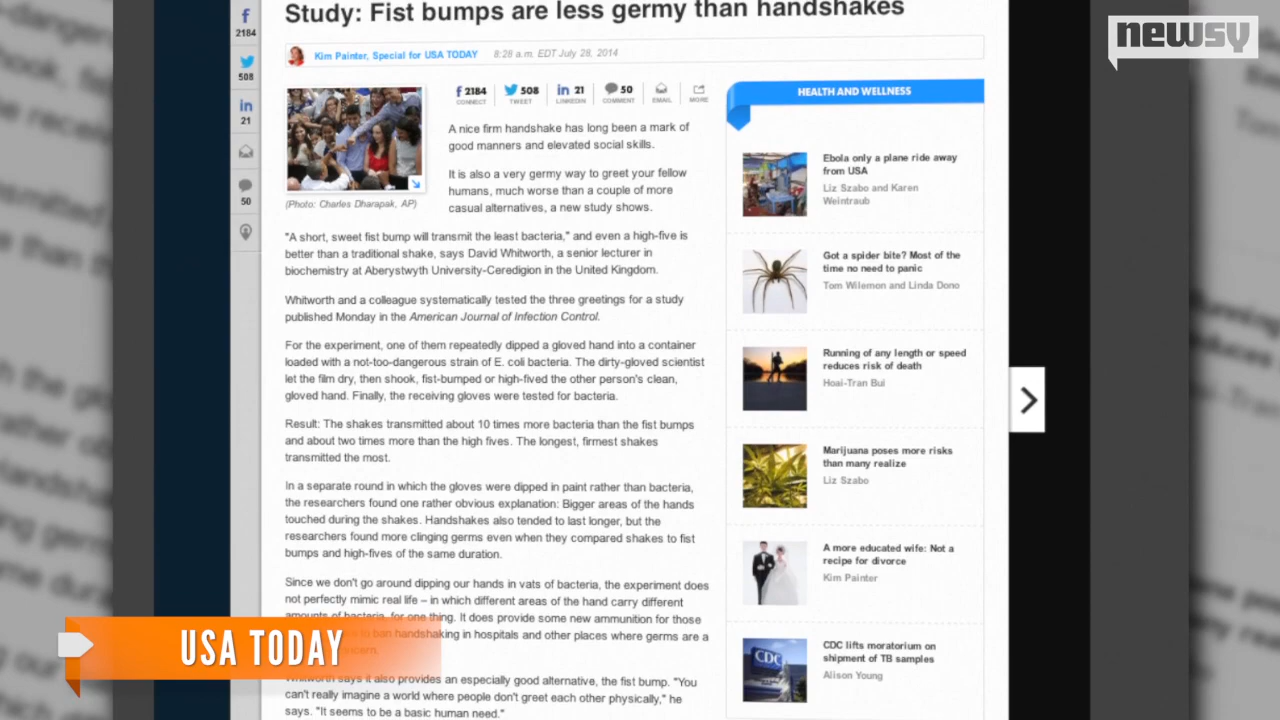 Study: Fist bumps are less germy than handshakes
newsy
2184
508
21
50
Kim Painter, Special for USA TODAY 8:28 a.m. EDT July 28, 2014
2184
CONNECT
508
TWEET
21
LINKEDIN
50
COMMENT
EMAIL
MORE
(Photo: Charles Dharapak, AP)
A nice firm handshake has long been a mark of
good manners and elevated social skills.
It is also a very germy way to greet your fellow
humans, much worse than a couple of more
casual alternatives, a new study shows.
"A short, sweet fist bump will transmit the least bacteria," and even a high-five is
better than a traditional shake, says David Whitworth, a senior lecturer in
biochemistry at Aberystwyth University-Ceredigion in the United Kingdom.
Whitworth and a colleague systematically tested the three greetings for a study
published Monday in the American Journal of Infection Control.
For the experiment, one of them repeatedly dipped a gloved hand into a container
loaded with a not-too-dangerous strain of E. coli bacteria. The dirty-gloved scientist
let the film dry, then shook, fist-bumped or high-fived the other person's clean,
gloved hand. Finally, the receiving gloves were tested for bacteria.
Result: The shakes transmitted about 10 times more bacteria than the fist bumps
and about two times more than the high fives. The longest, firmest shakes
transmitted the most.
In a separate round in which the gloves were dipped in paint rather than bacteria,
the researchers found one rather obvious explanation: Bigger areas of the hands
touched during the shakes. Handshakes also tended to last longer, but the
researchers found more clinging germs even when they compared shakes to fist
bumps and high-fives of the same duration.
Since we don't go around dipping our hands in vats of bacteria, the experiment does
not perfectly mimic real life – in which different areas of the hand carry different
amounts of bacteria, for one thing. It does provide some new ammunition for those
to ban handshaking in hospitals and other places where germs are a
Whitworth says it also provides an especially good alternative, the fist bump. "You
can't really imagine a world where people don't greet each other physically," he
says. "It seems to be a basic human need."
HEALTH AND WELLNESS
Ebola only a plane ride away
from USA
Liz Szabo and Karen
Weintraub
Got a spider bite? Most of the
time no need to panic
Tom Wilemon and Linda Dono
Running of any length or speed
reduces risk of death
Hoai-Tran Bui
Marijuana poses more risks
than many realize
Liz Szabo
A more educated wife: Not a
recipe for divorce
Kim Painter
CDC
CDC lifts moratorium on
shipment of TB samples
Alison Young
USA TODAY